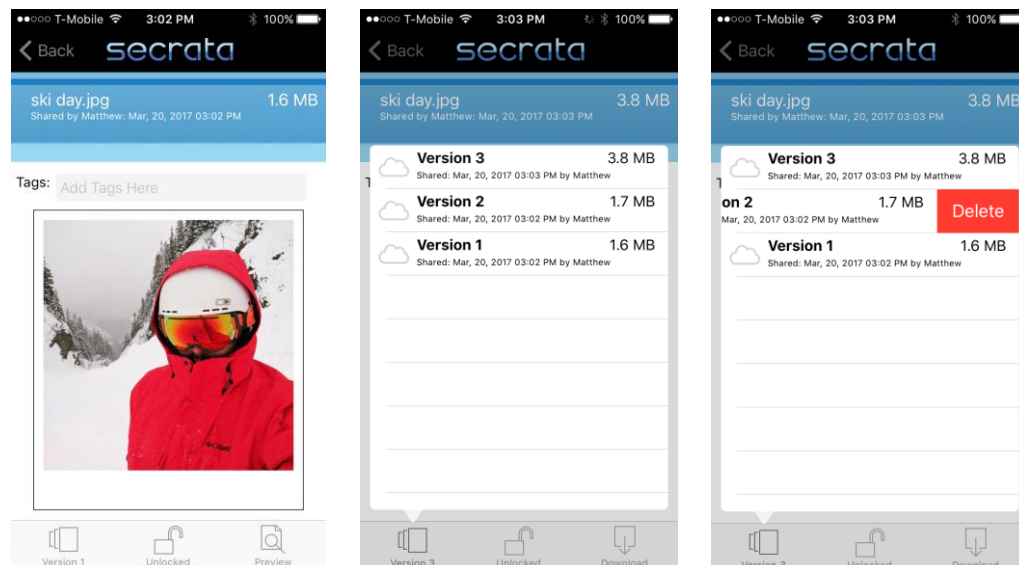 T-Mobile 3:02 PM 100%
Back secrata
ski day.jpg 1.6 MB
Shared by Matthew: Mar, 20, 2017 03:02 PM
Tags: Add Tags Here
Columbia
Version 1 Unlocked Preview
T-Mobile 3:03 PM 100%
Back secrata
ski day.jpg 3.8 MB
Shared by Matthew: Mar, 20, 2017 03:03 PM
T
Version 3 3.8 MB
Shared: Mar, 20, 2017 03:03 PM by Matthew
Version 2 1.7 MB
Shared: Mar, 20, 2017 03:02 PM by Matthew
Version 1 1.6 MB
Shared: Mar, 20, 2017 03:02 PM by Matthew
Version 3 Unlocked Download
T-Mobile 3:03 PM 100%
Back secrata
ski day.jpg 3.8 MB
Shared by Matthew: Mar, 20, 2017 03:03 PM
T
Version 3 3.8 MB
Shared: Mar, 20, 2017 03:03 PM by Matthew
on 2 1.7 MB Delete
Mar, 20, 2017 03:02 PM by Matthew
Version 1 1.6 MB
Shared: Mar, 20, 2017 03:02 PM by Matthew
Version 3 Unlocked Download